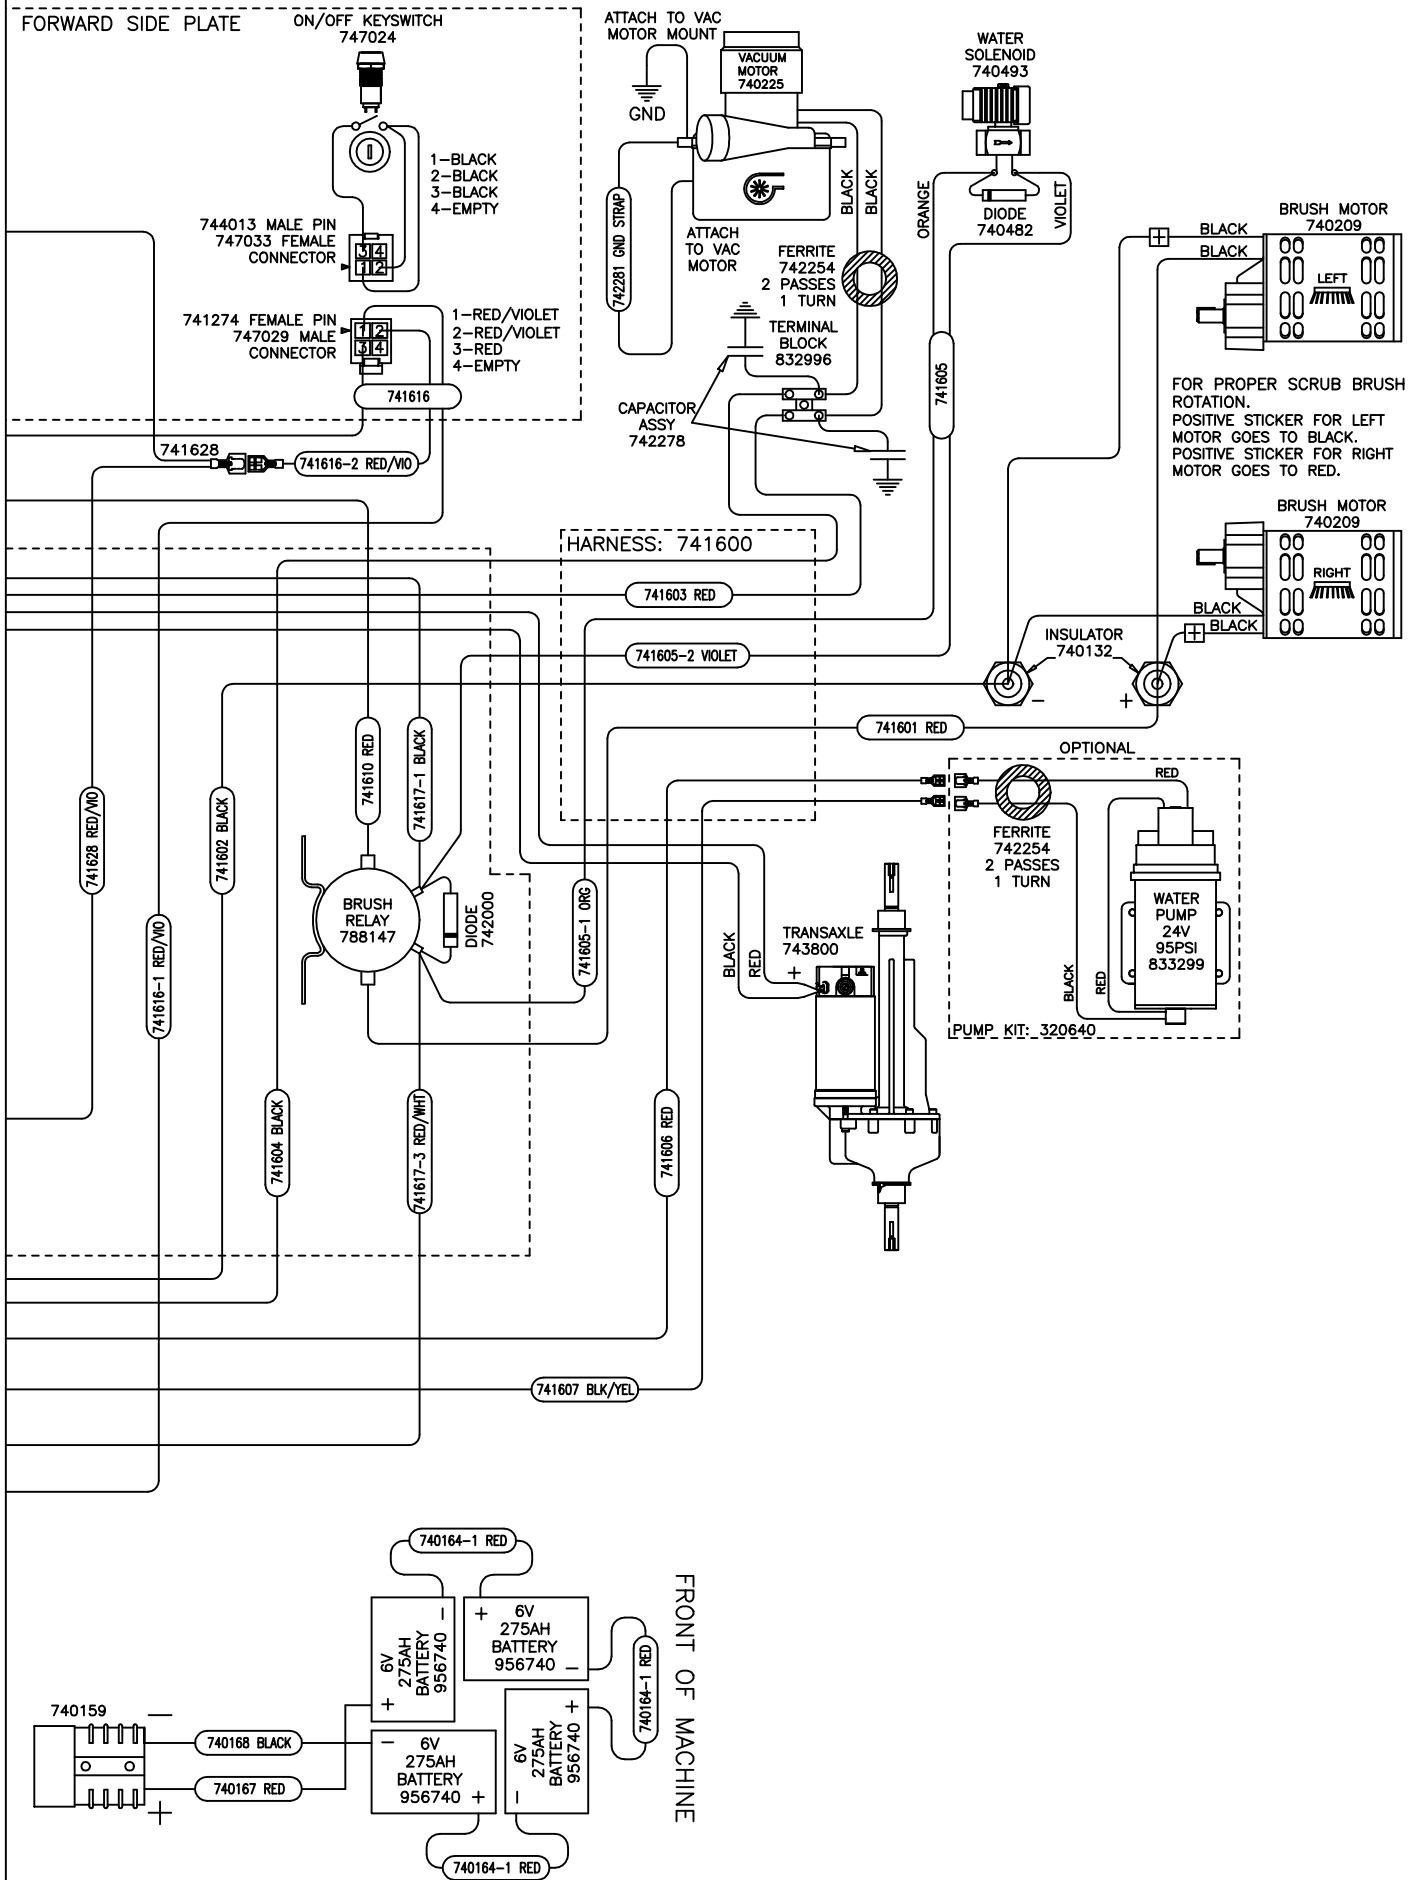 FORWARD SIDE PLATE
ON/OFF KEYSWITCH
747024
1-BLACK
2-BLACK
3-BLACK
4-EMPTY
744013 MALE PIN
747033 FEMALE
CONNECTOR
3 4
1 2
741274 FEMALE PIN
747029 MALE
CONNECTOR
1 2
3 4
1-RED/VIOLET
2-RED/VIOLET
3-RED
4-EMPTY
741616
741628
741616-2 RED/VIO
ATTACH TO VAC
MOTOR MOUNT
GND
VACUUM
MOTOR
740225
742281 GND STRAP
ATTACH
TO VAC
MOTOR
BLACK
BLACK
FERRITE
742254
2 PASSES
1 TURN
TERMINAL
BLOCK
832996
CAPACITOR
ASSY
742278
WATER
SOLENOID
740493
ORANGE
DIODE
740482
VIOLET
741605
BRUSH MOTOR
740209
BLACK
+
BLACK
LEFT
FOR PROPER SCRUB BRUSH
ROTATION.
POSITIVE STICKER FOR LEFT
MOTOR GOES TO BLACK.
POSITIVE STICKER FOR RIGHT
MOTOR GOES TO RED.
BRUSH MOTOR
740209
RIGHT
BLACK
+
BLACK
INSULATOR
740132
-
+
HARNESS: 741600
741603 RED
741605-2 VIOLET
741601 RED
741610 RED
741617-1 BLACK
741628 RED/VIO
741602 BLACK
741616-1 RED/VIO
BRUSH
RELAY
788147
DIODE
742000
741605-1 ORG
741604 BLACK
741617-3 RED/WHT
741606 RED
741607 BLK/YEL
BLACK
RED
TRANSAXLE
743800
+
OPTIONAL
RED
FERRITE
742254
2 PASSES
1 TURN
WATER
PUMP
24V
95PSI
833299
BLACK
RED
PUMP KIT: 320640
740164-1 RED
-
6V
275AH
BATTERY
956740
+
+
6V
275AH
BATTERY
956740
-
740164-1 RED
FRONT OF MACHINE
740159
-
740168 BLACK
740167 RED
+
-
6V
275AH
BATTERY
956740
+
+
6V
275AH
BATTERY
956740
-
740164-1 RED